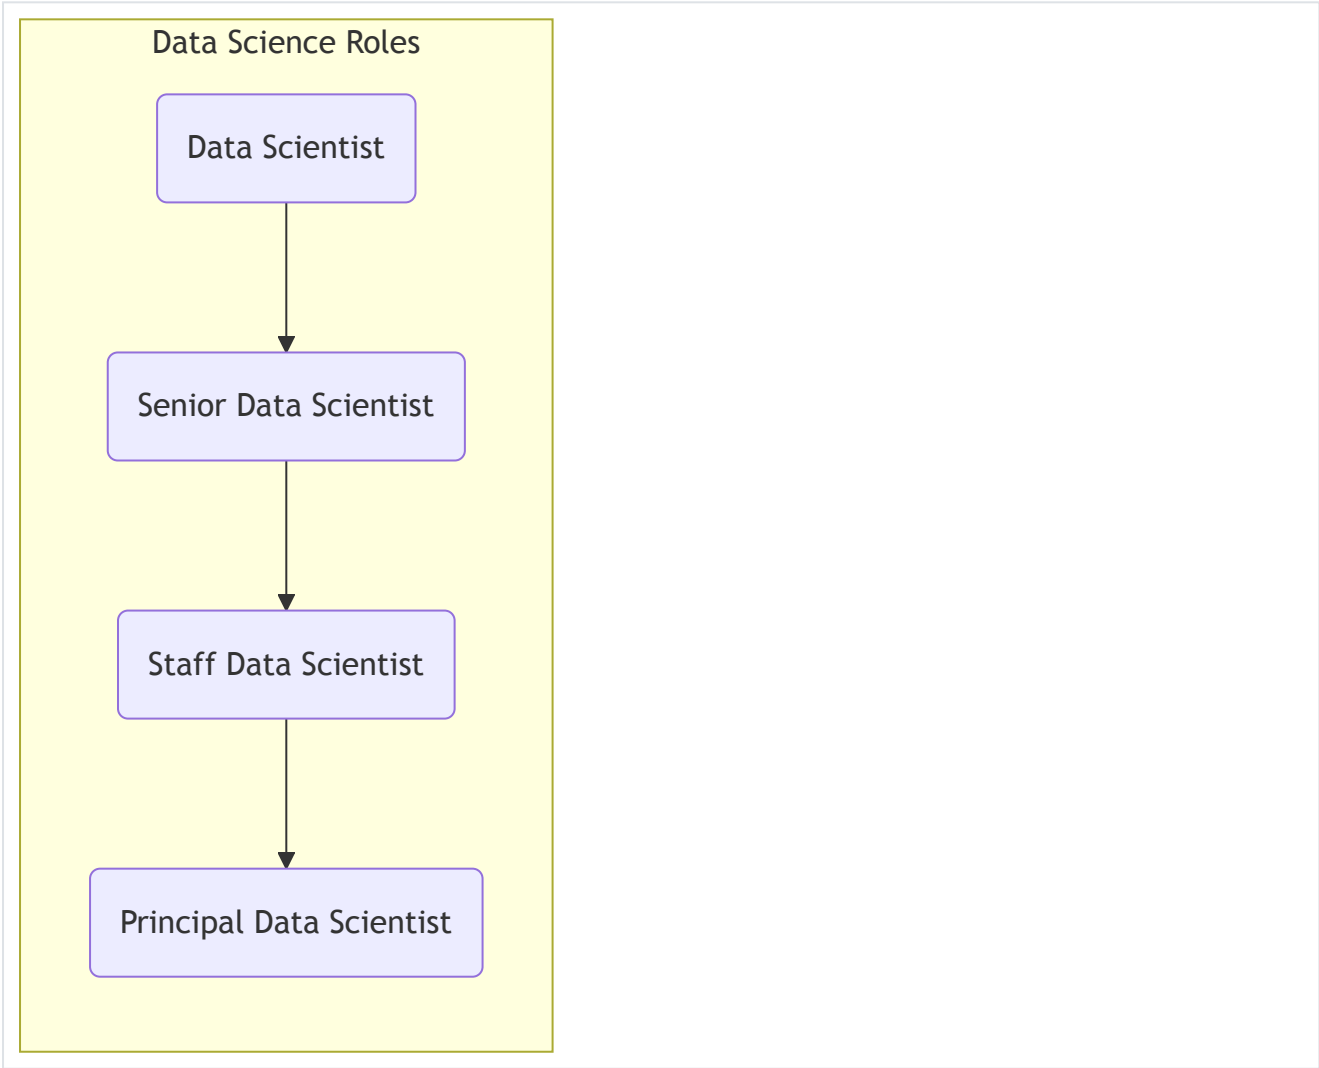 Data Science Roles
Data Scientist
Senior Data Scientist
Staff Data Scientist
Principal Data Scientist